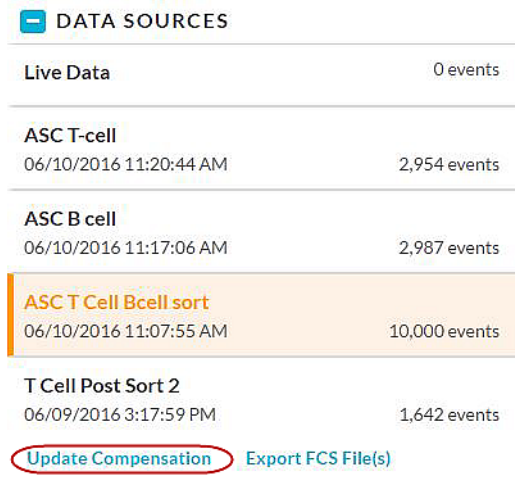 DATA SOURCES
Live Data 0 events
ASC T-cell
06/10/2016 11:20:44 AM 2,954 events
ASC B cell
06/10/2016 11:17:06 AM 2,987 events
ASC T Cell Bcell sort
06/10/2016 11:07:55 AM 10,000 events
T Cell Post Sort 2
06/09/2016 3:17:59 PM 1,642 events
Update Compensation Export FCS File(s)